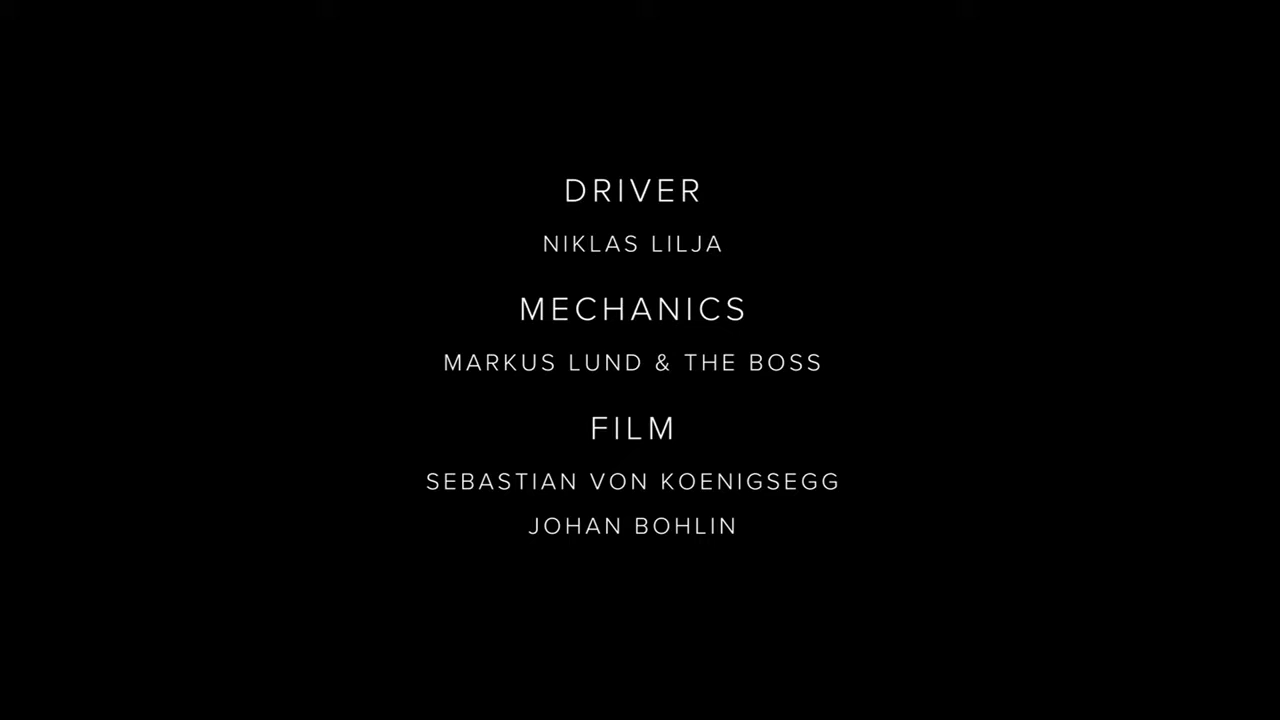 DRIVER
NIKLAS LILJA
MECHANICS
MARKUS LUND & THE BOSS
FILM
SEBASTIAN VON KOENIGSEGG
JOHAN BOHLIN